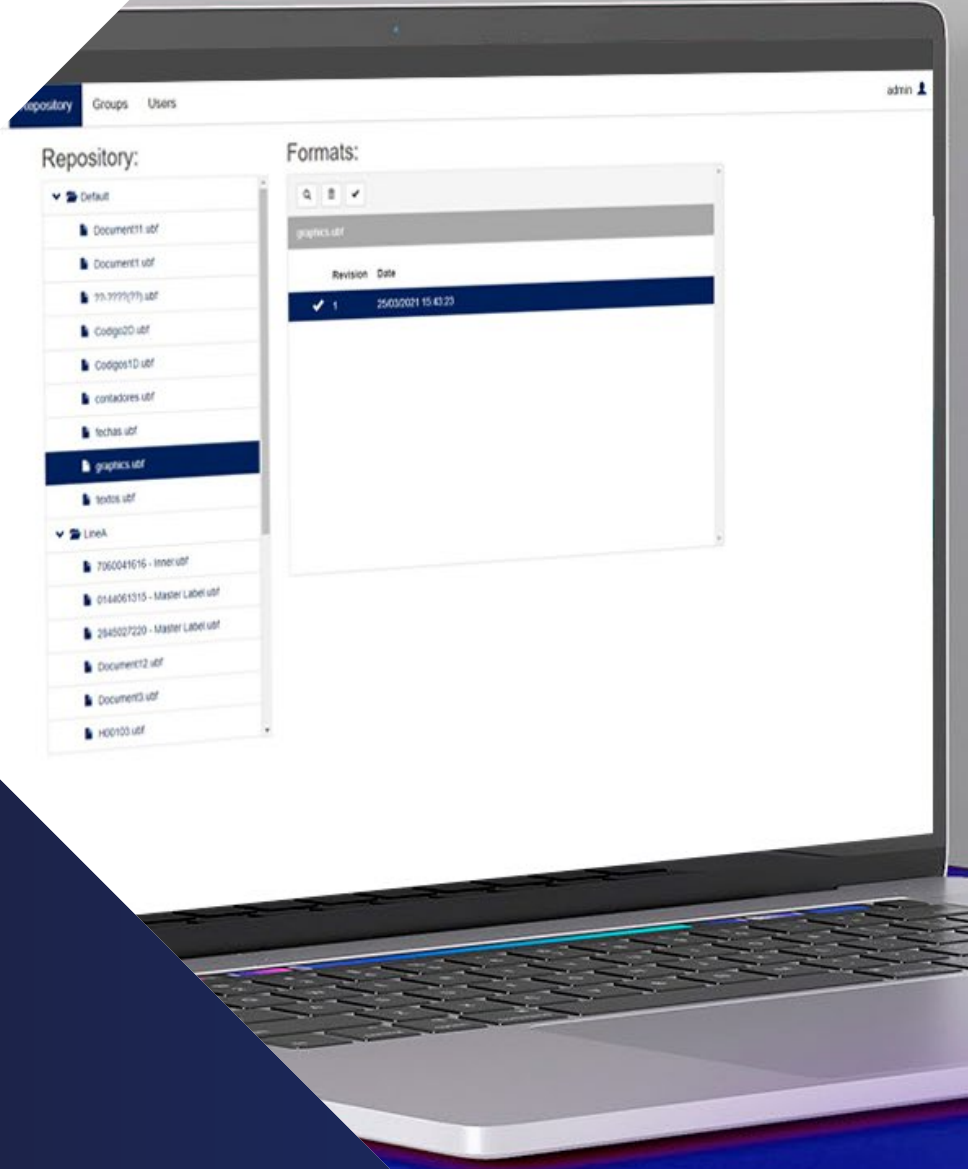 Repository Groups Users admin
Repository:
Default
Document11.ubf
Document1.ubf
??-????(??).ubf
Codigo2D.ubf
Codigos1D.ubf
contadores.ubf
fechas.ubf
graphics.ubf
textos.ubf
LineA
7060041616 - Inner.ubf
0144061315 - Master Label.ubf
2845027220 - Master Label.ubf
Document12.ubf
Document3.ubf
H00103.ubf
Formats:
graphics.ubf
Revision Date
1 25/03/2021 15:43:23